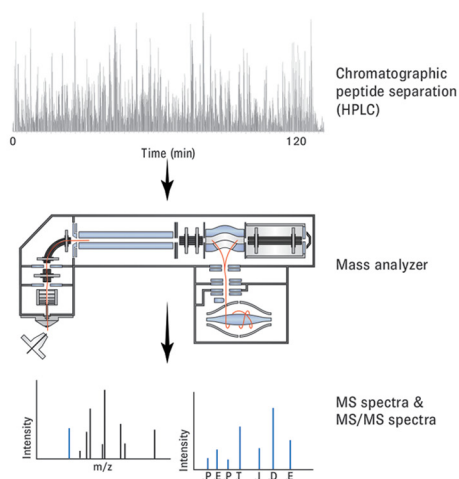 Chromatographic
peptide separation
(HPLC)
0
120
Time (min)
Mass analyzer
MS spectra &
MS/MS spectra
Intensity
m/z
Intensity
P E P T I D E